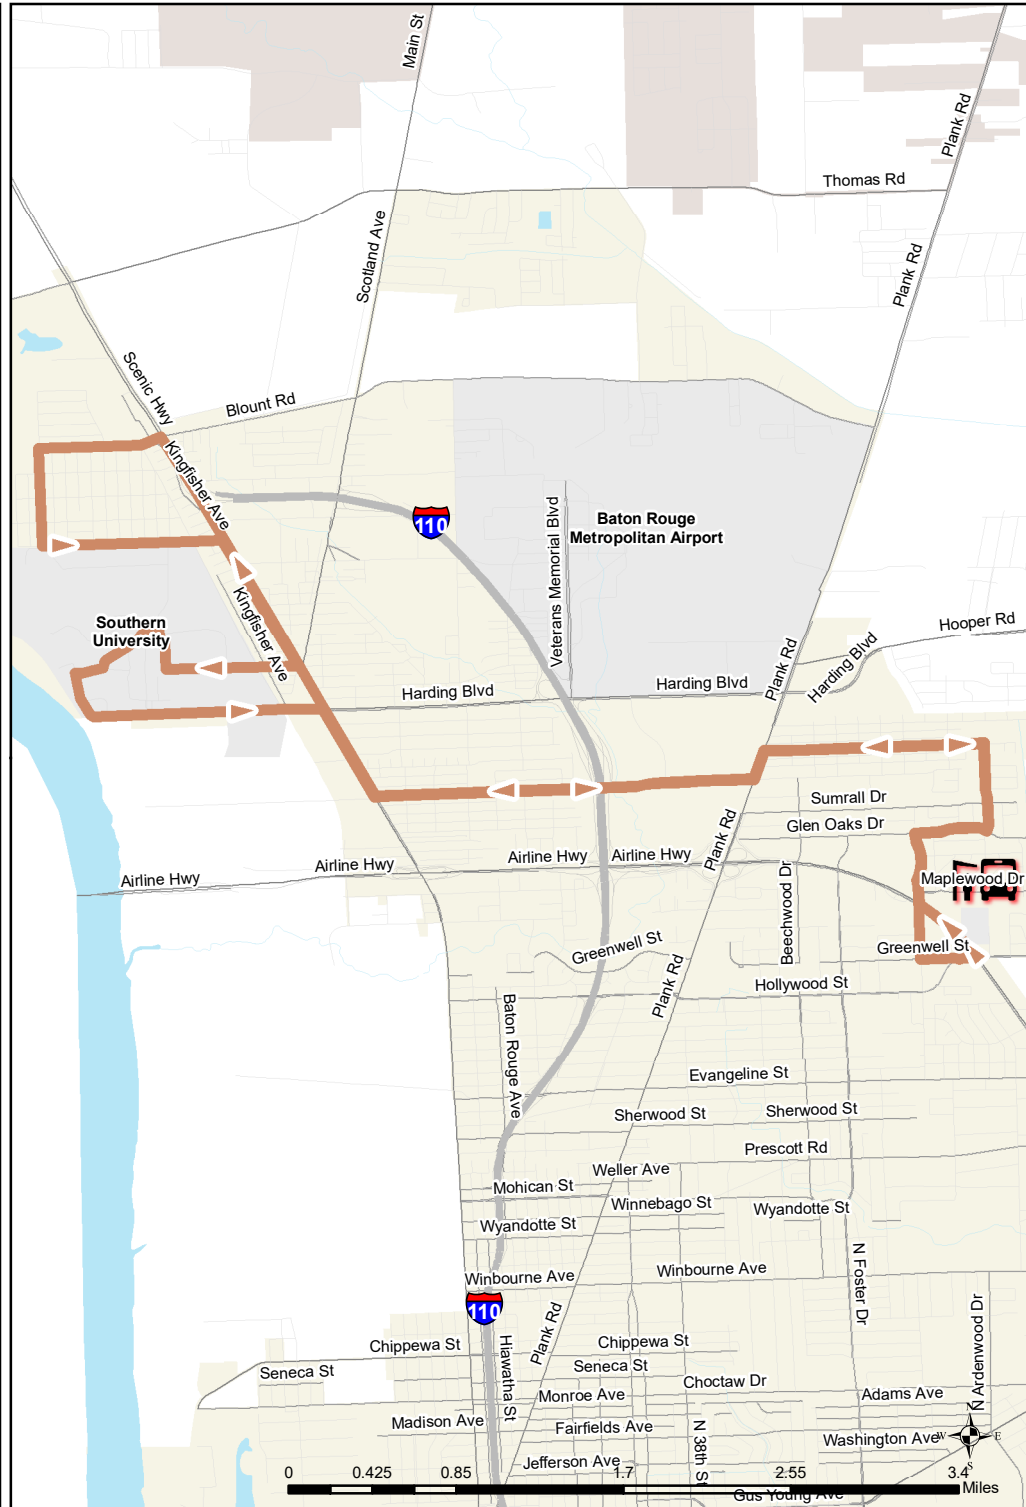 Main St
Plank Rd
Thomas Rd
Scotland Ave
Plank Rd
Scenic Hwy
Blount Rd
Kingfisher Ave
110
Veterans Memorial Blvd
Baton Rouge
Metropolitan Airport
Southern
University
Kingfisher Ave
Hooper Rd
Harding Blvd
Plank Rd
Harding Blvd
Harding Blvd
Sumrall Dr
Glen Oaks Dr
Plank Rd
Airline Hwy
Airline Hwy
Airline Hwy
Airline Hwy
Maplewood Dr
Beechwood Dr
Greenwell St
Greenwell St
Plank Rd
Hollywood St
Baton Rouge Ave
Evangeline St
Sherwood St
Sherwood St
Prescott Rd
Weller Ave
Mohican St
Winnebago St
Wyandotte St
Wyandotte St
N Foster Dr
Winbourne Ave
Winbourne Ave
110
Plank Rd
N Ardenwood Dr
Hiawatha St
Chippewa St
Chippewa St
Seneca St
Seneca St
Choctaw Dr
Monroe Ave
Adams Ave
Madison Ave
Fairfields Ave
N 38th St
Washington Ave
N
W
E
S
Jefferson Ave
0
0.425
0.85
1.7
2.55
3.4
Miles
Gus Young Ave